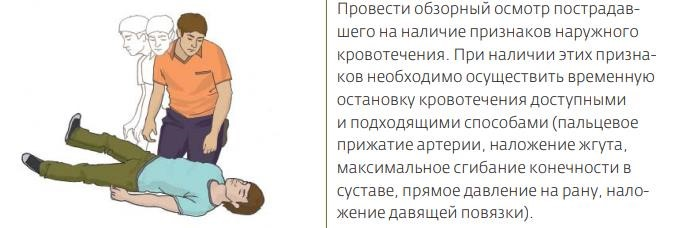 Провести обзорный осмотр пострадав-
шего на наличие признаков наружного
кровотечения. При наличии этих призна-
ков необходимо осуществить временную
остановку кровотечения доступными
и подходящими способами (пальцевое
прижатие артерии, наложение жгута,
максимальное сгибание конечности в
суставе, прямое давление на рану, нало-
жение давящей повязки).